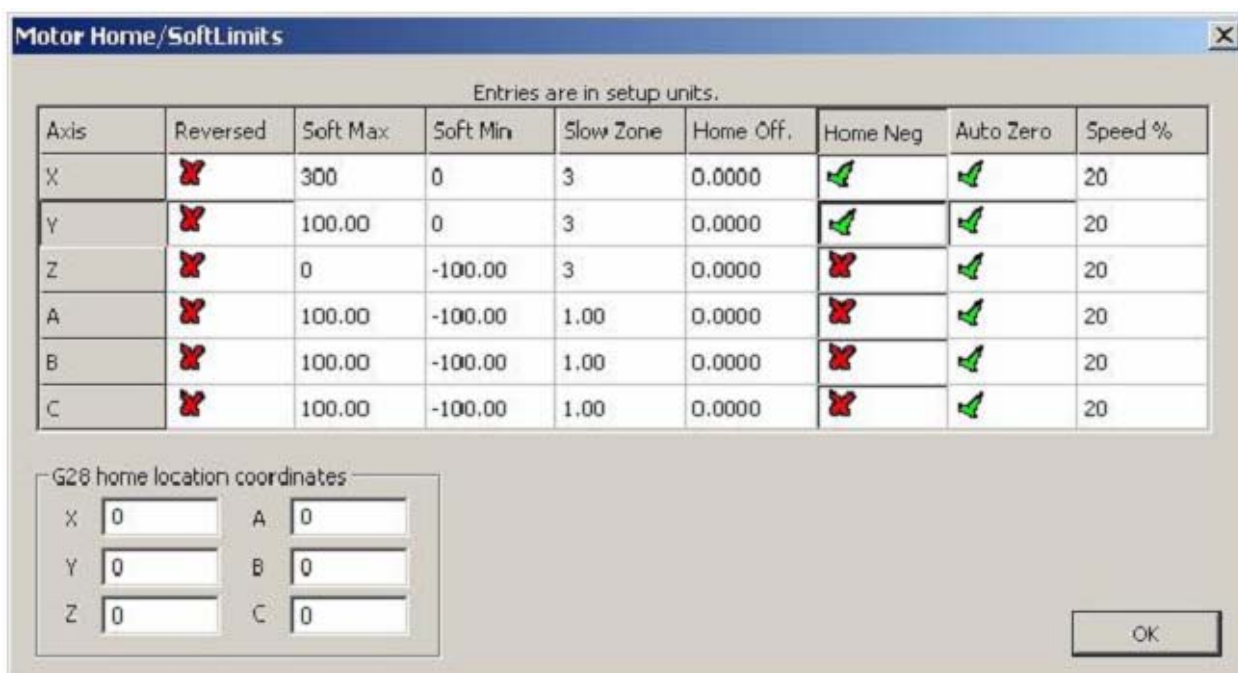 Motor Home/SoftLimits
Entries are in setup units.
Axis Reversed Soft Max Soft Min Slow Zone Home Off. Home Neg Auto Zero Speed %
X 300 0 3 0.0000 20
Y 100.00 0 3 0.0000 20
Z 0 -100.00 3 0.0000 20
A 100.00 -100.00 1.00 0.0000 20
B 100.00 -100.00 1.00 0.0000 20
C 100.00 -100.00 1.00 0.0000 20
G28 home location coordinates
X 0 A 0
Y 0 B 0
Z 0 C 0
OK